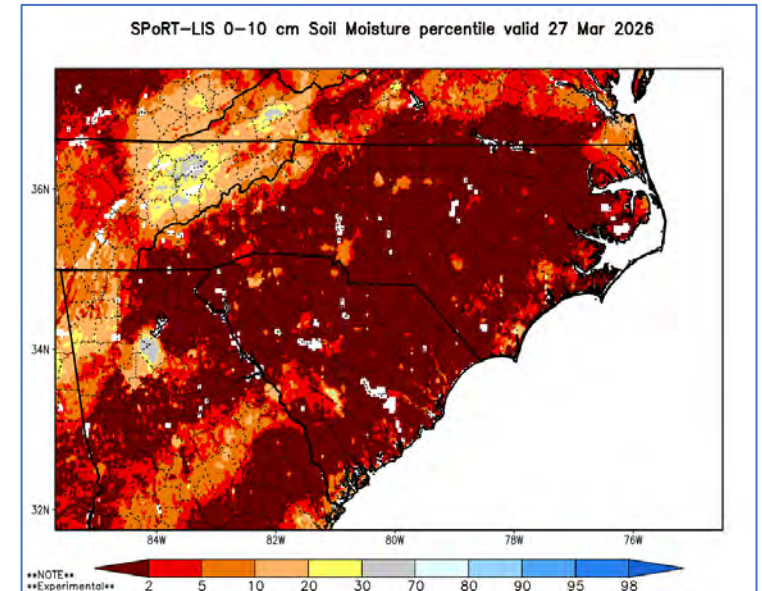 SPoRT-LIS 0-10 cm Soil Moisture percentile valid 27 Mar 2026
36N
34N
32N
84W 82W 80W 78W 76W
**NOTE**
**Experimental**
2 5 10 20 30 70 80 90 95 98